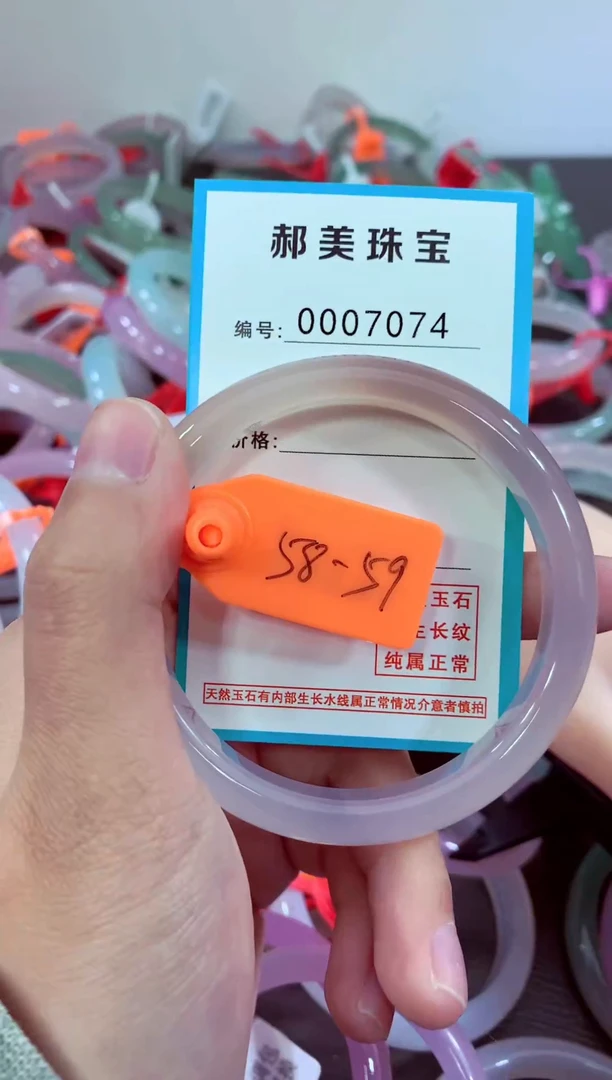 郝美珠宝
编号: 0007074
价格:
58-59
玉石
生长纹
纯属正常
天然玉石有内部生长水线属正常情况介意者慎拍